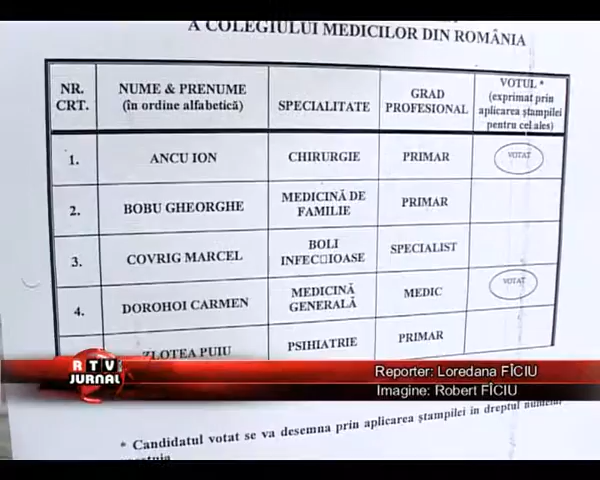 A COLEGIULUI MEDICILOR DIN ROMÂNIA
NR. CRT. NUME & PRENUME (în ordine alfabetică) SPECIALITATE GRAD PROFESIONAL VOTUL * (exprimat prin aplicarea ştampilei pentru cel ales)
1. ANCU ION CHIRURGIE PRIMAR VOTAT
2. BOBU GHEORGHE MEDICINĂ DE FAMILIE PRIMAR
3. COVRIG MARCEL BOLI INFEC□IOASE SPECIALIST
4. DOROHOI CARMEN MEDICINĂ GENERALĂ MEDIC VOTAT
ZLOTEA PUIU PSIHIATRIE PRIMAR
RTV
JURNAL
Reporter: Loredana FÎCIU
Imagine: Robert FÎCIU
* Candidatul votat se va desemna prin aplicarea ştampilei în dreptul numelui